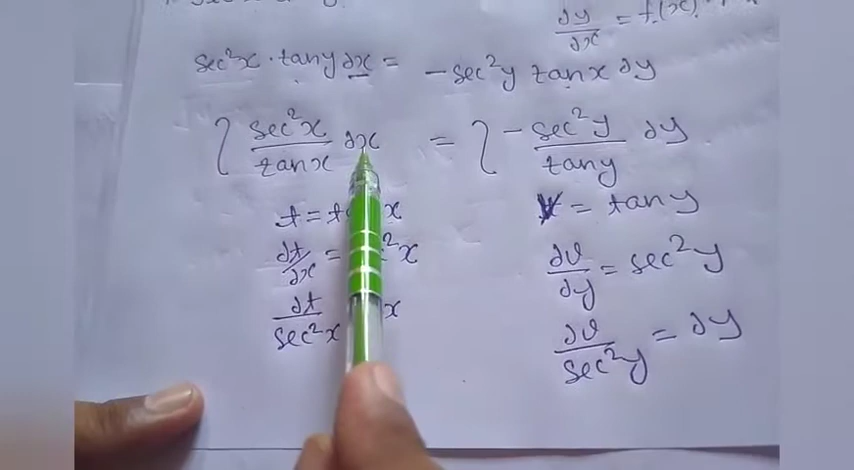 dy/dx = f(x) .
sec²x · tany dx = - sec²y tanx dy
∫ sec²x/tanx dx = ∫ - sec²y/tany dy
t = x v = tany
dt/dx = ²x dv/dy = sec²y
dt/sec²x x dv/sec²y = dy